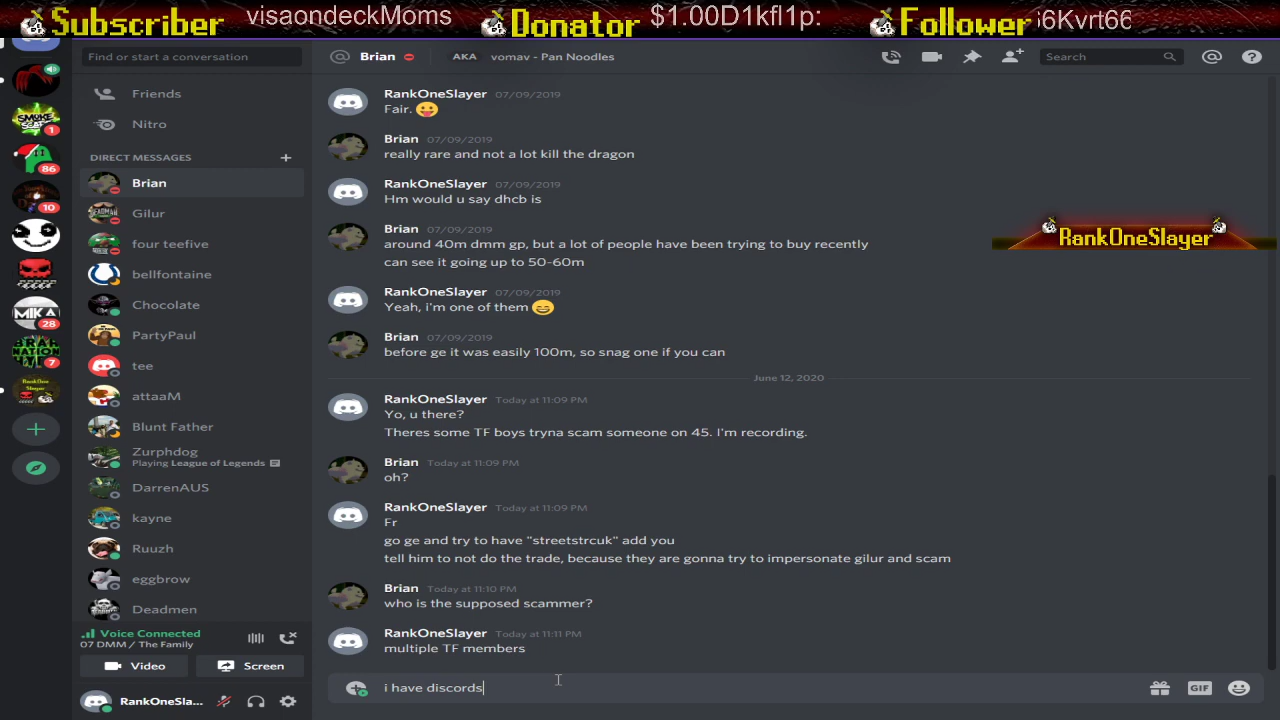 Subscriber visaondeckMoms Donator $1.00D1kfl1p: Follower i6Kvrt66
Find or start a conversation
Brian AKA vomav - Pan Noodles
Search
Friends
Nitro
DIRECT MESSAGES
Brian
Gilur
four teefive
bellfontaine
Chocolate
PartyPaul
tee
attaaM
Blunt Father
Zurphdog
Playing League of Legends
DarrenAUS
kayne
Ruuzh
eggbrow
Deadmen
Voice Connected
07 DMM / The Family
Video Screen
RankOneSla...
1
86
10
MIKA
28
7
RankOneSlayer 07/09/2019
Fair.
Brian 07/09/2019
really rare and not a lot kill the dragon
RankOneSlayer 07/09/2019
Hm would u say dhcb is
Brian 07/09/2019
around 40m dmm gp, but a lot of people have been trying to buy recently
can see it going up to 50-60m
RankOneSlayer 07/09/2019
Yeah, i'm one of them
Brian 07/09/2019
before ge it was easily 100m, so snag one if you can
June 12, 2020
RankOneSlayer Today at 11:09 PM
Yo, u there?
Theres some TF boys tryna scam someone on 45. I'm recording.
Brian Today at 11:09 PM
oh?
RankOneSlayer Today at 11:09 PM
Fr
go ge and try to have "streetstrcuk" add you
tell him to not do the trade, because they are gonna try to impersonate gilur and scam
Brian Today at 11:10 PM
who is the supposed scammer?
RankOneSlayer Today at 11:11 PM
multiple TF members
i have discords
GIF
RankOneSlayer